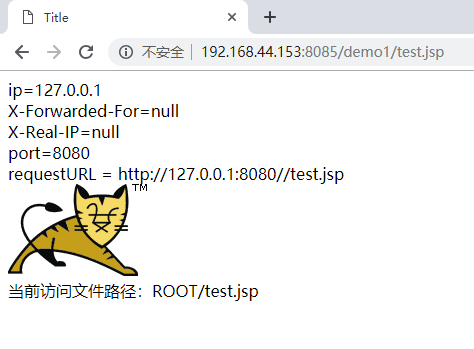 Title
不安全 192.168.44.153:8085/demo1/test.jsp
ip=127.0.0.1
X-Forwarded-For=null
X-Real-IP=null
port=8080
requestURL = http://127.0.0.1:8080//test.jsp
TM
当前访问文件路径：ROOT/test.jsp